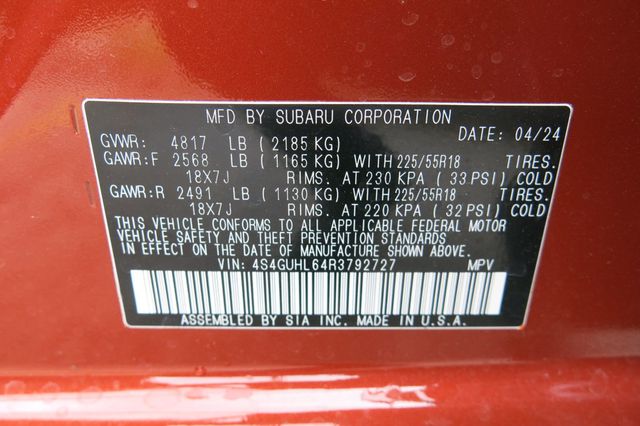 MFD BY SUBARU CORPORATION
DATE: 04/24
GVWR: 4817 LB (2185 KG)
GAWR:F 2568 LB (1165 KG) WITH 225/55R18 TIRES.
18X7J RIMS. AT 230 KPA (33 PSI) COLD
GAWR:R 2491 LB (1130 KG) WITH 225/55R18 TIRES.
18X7J RIMS. AT 220 KPA (32 PSI) COLD
THIS VEHICLE CONFORMS TO ALL APPLICABLE FEDERAL MOTOR
VEHICLE SAFETY AND THEFT PREVENTION STANDARDS
IN EFFECT ON THE DATE OF MANUFACTURE SHOWN ABOVE.
VIN: 4S4GUHL64R3792727 MPV
ASSEMBLED BY SIA INC. MADE IN U.S.A.